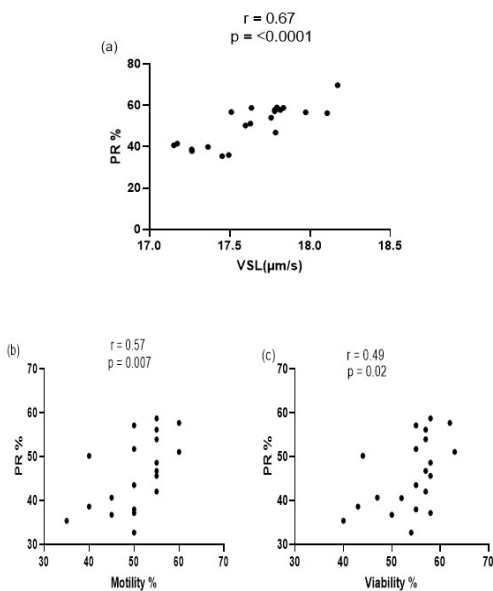 r = 0.67
p = <0.0001
(a)
80
60
40
20
0
PR %
17.0 17.5 18.0 18.5
VSL(µm/s)
(b)
r = 0.57
p = 0.007
70
60
50
40
30
PR %
30 40 50 60 70
Motility %
(c)
r = 0.49
p = 0.02
70
60
50
40
30
PR %
30 40 50 60 70
Viability %